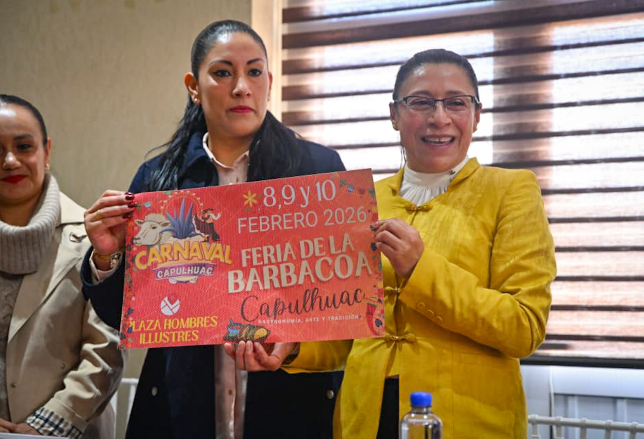 8, 9 y 10
FEBRERO 2026
CARNAVAL
CAPULHUAC
FERIA DE LA
BARBACOA
Capulhuac
GASTRONOMÍA, ARTE Y TRADICIÓN
PLAZA HOMBRES
ILUSTRES